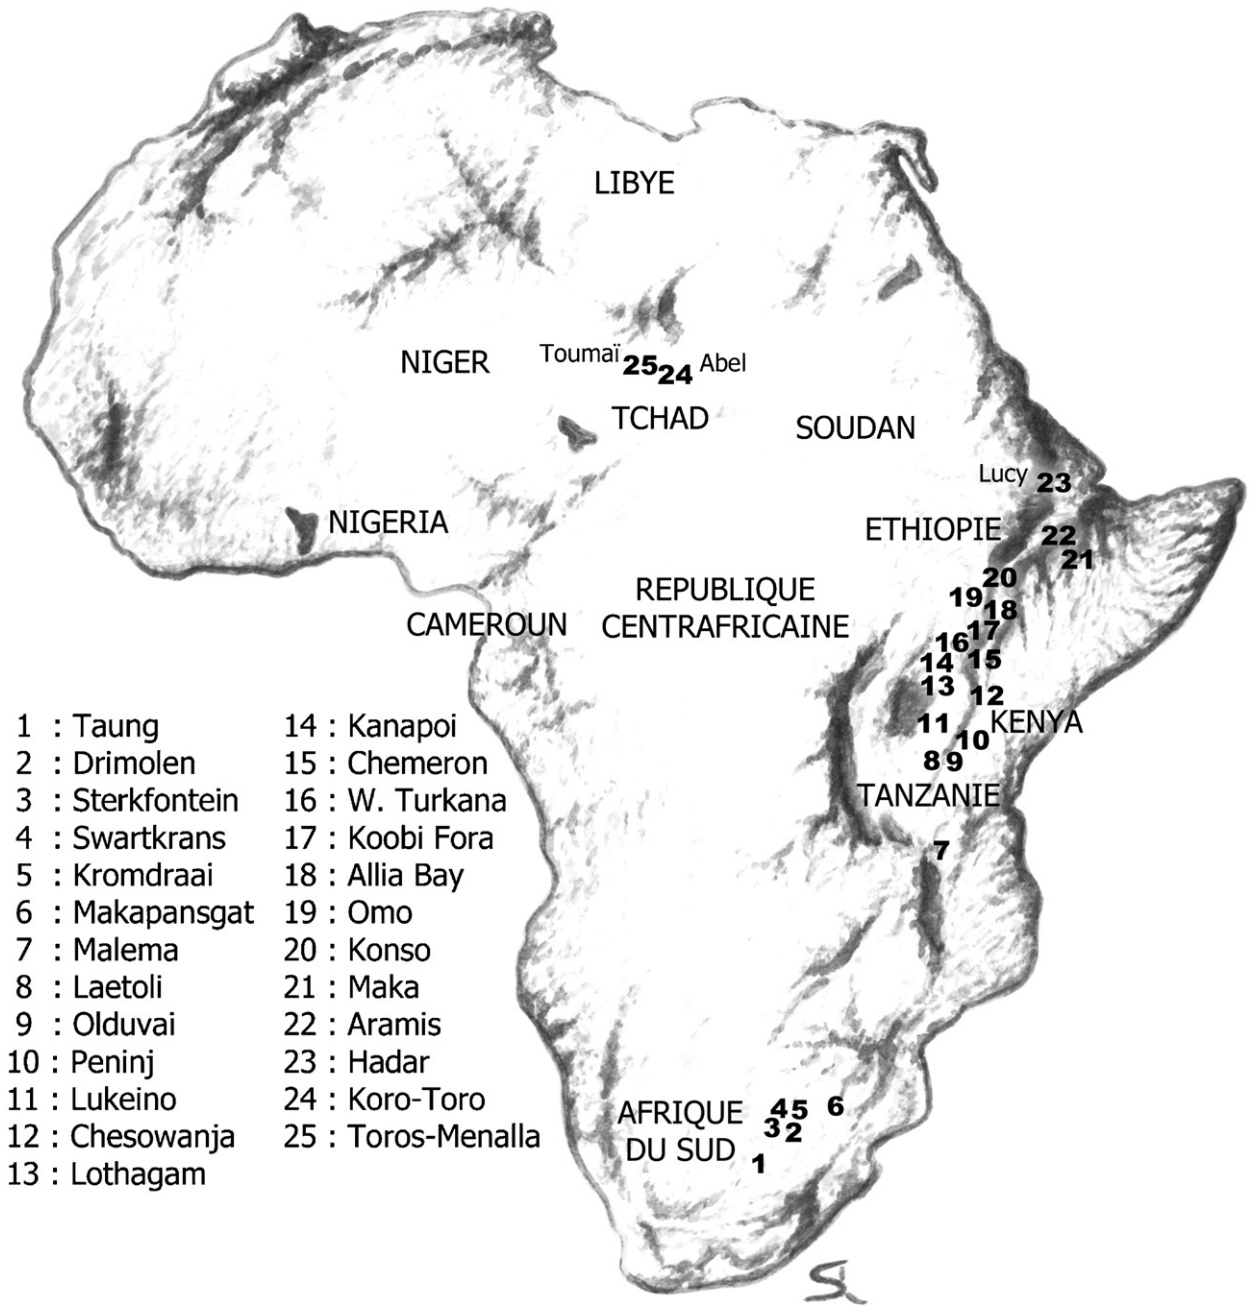 LIBYE
NIGER
Toumaï 25 24 Abel
TCHAD
SOUDAN
Lucy 23
NIGERIA
ETHIOPIE
22
21
20
19
18
REPUBLIQUE
CENTRAFRICAINE
CAMEROUN
17
16
15
14
13
12
11
KENYA
10
8 9
TANZANIE
7
1 : Taung
2 : Drimolen
3 : Sterkfontein
4 : Swartkrans
5 : Kromdraai
6 : Makapansgat
7 : Malema
8 : Laetoli
9 : Olduvai
10 : Peninj
11 : Lukeino
12 : Chesowanja
13 : Lothagam
14 : Kanapoi
15 : Chemeron
16 : W. Turkana
17 : Koobi Fora
18 : Allia Bay
19 : Omo
20 : Konso
21 : Maka
22 : Aramis
23 : Hadar
24 : Koro-Toro
25 : Toros-Menalla
AFRIQUE
DU SUD
4 5 6
3 2
1